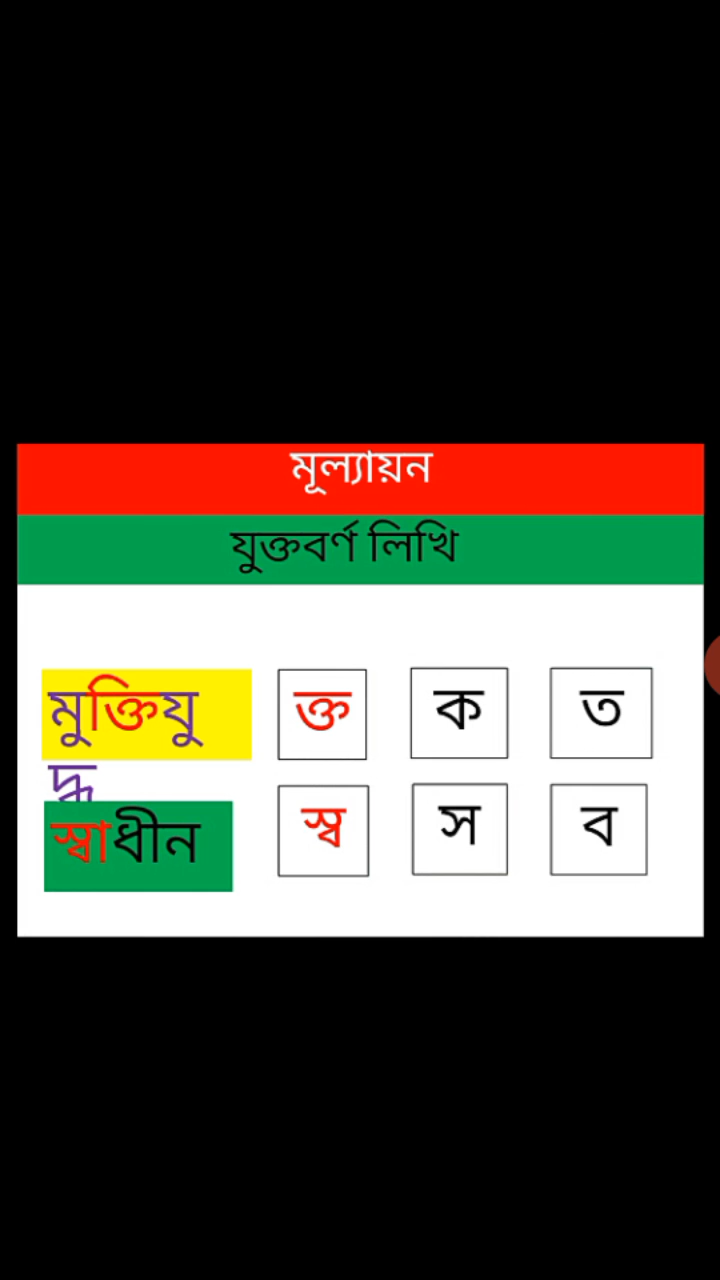 মূল্যায়ন
যুক্তবর্ণ লিখি
মুক্তিযু ক্ত ক ত
দ্ধ
স্বাধীন স্ব স ব